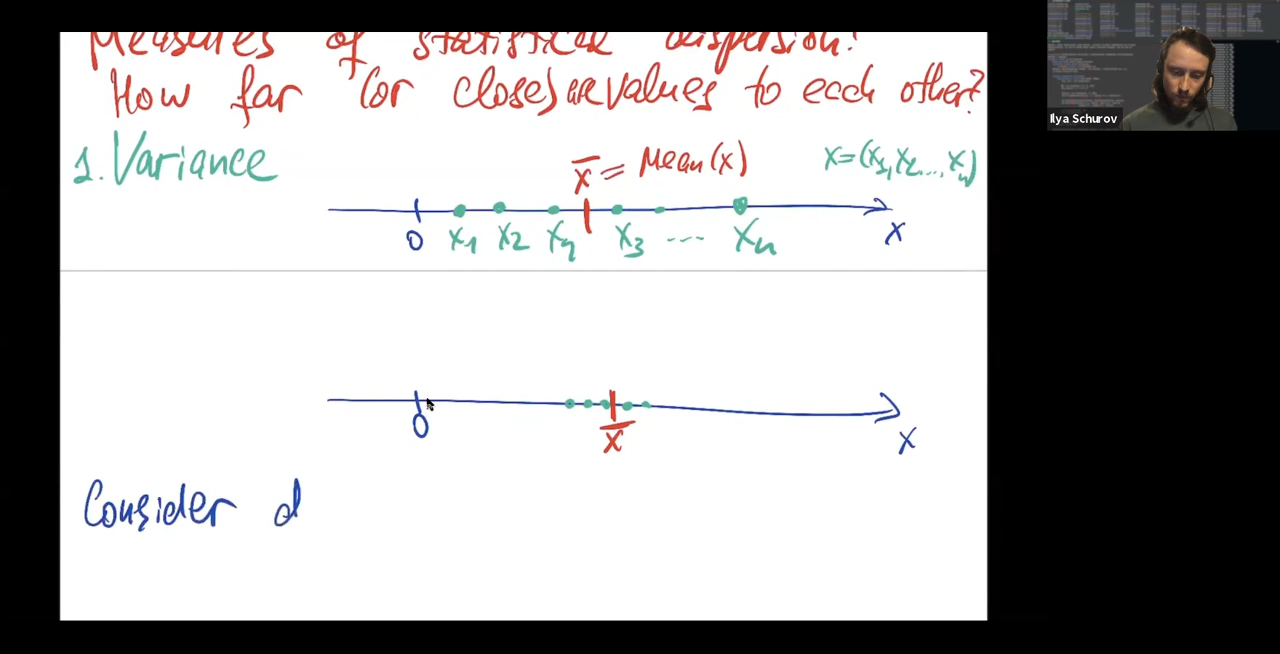 Measures of statistical dispersion:
How far (or close) are values to each other?
Ilya Schurov
1. Variance
x̄ = Mean(x)
x=(x₁, x₂..., xₙ)
0 x₁ x₂ x₄ x₃ ... xₙ x
0 x̄ x
Consider d